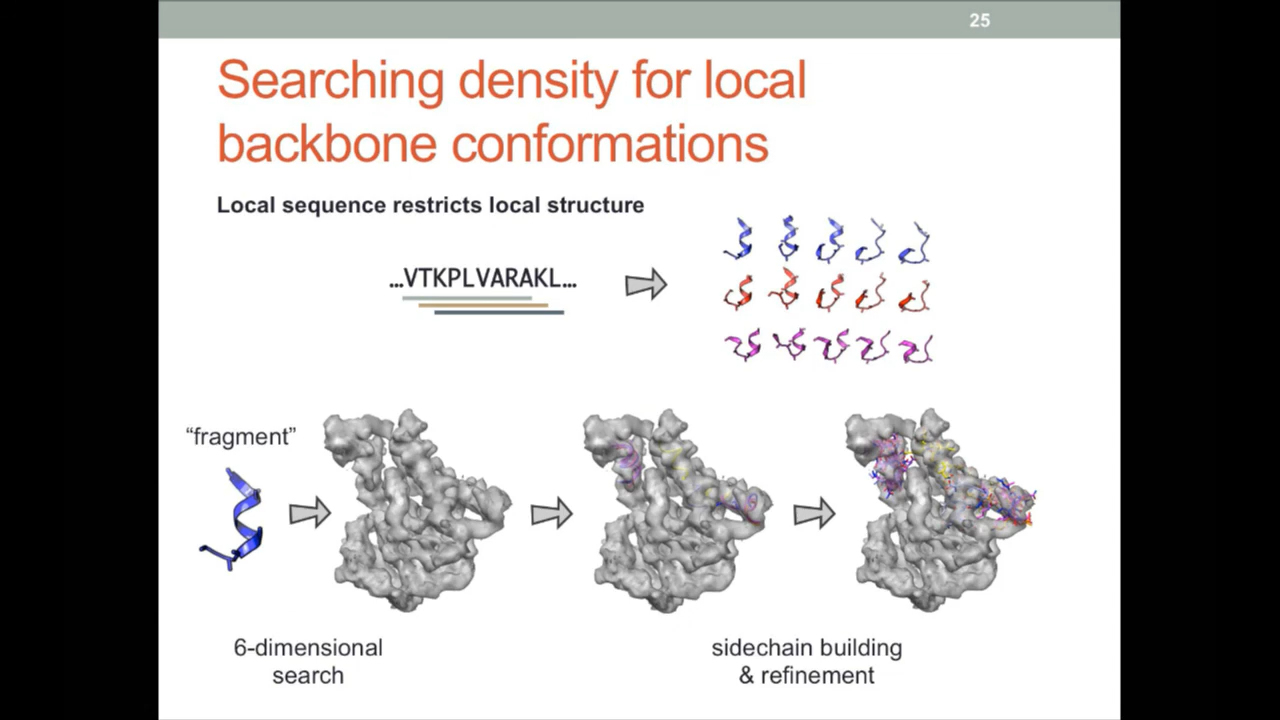 25
Searching density for local
backbone conformations
Local sequence restricts local structure
…VTKPLVARAKL…
“fragment”
6-dimensional
search
sidechain building
& refinement